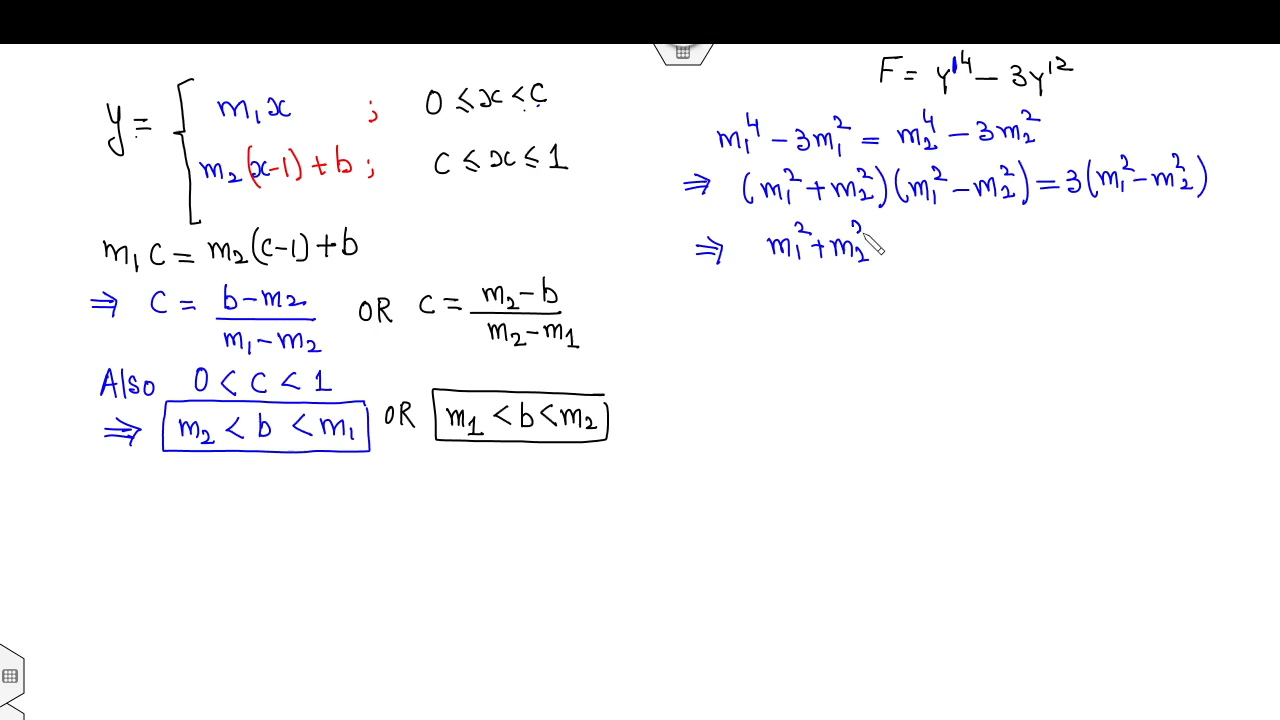 y = { m₁x ; 0 ≤ x < c
m₂(x-1) + b ; c ≤ x ≤ 1
m₁c = m₂(c-1) + b
⇒ c = (b-m₂)/(m₁-m₂) OR c = (m₂-b)/(m₂-m₁)
Also 0 < c < 1
⇒ m₂ < b < m₁ OR m₁ < b < m₂
F = y'⁴ - 3y'²
m₁⁴ - 3m₁² = m₂⁴ - 3m₂²
⇒ (m₁² + m₂²)(m₁² - m₂²) = 3(m₁² - m₂²)
⇒ m₁² + m₂²